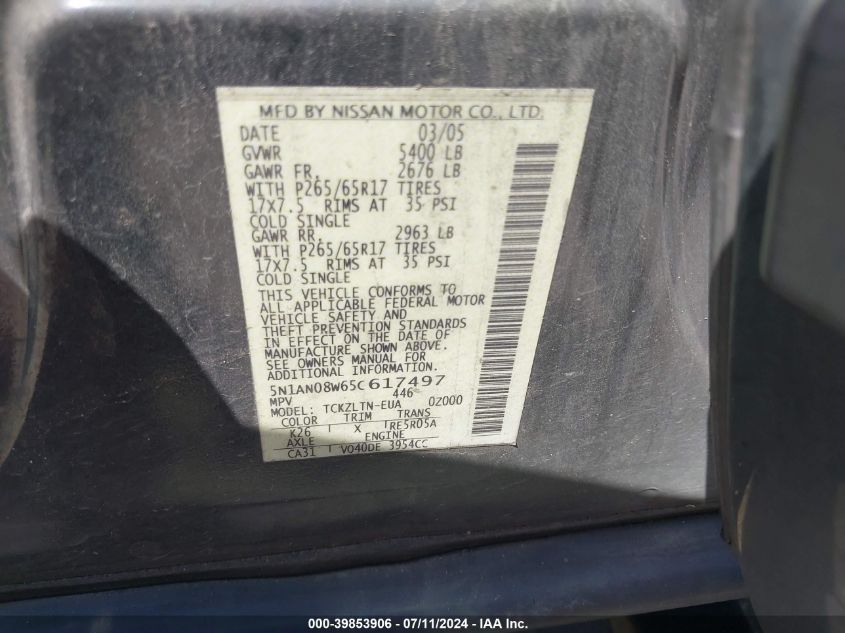 MFD BY NISSAN MOTOR CO., LTD.
DATE 03/05
GVWR 5400 LB
GAWR FR. 2676 LB
WITH P265/65R17 TIRES
17X7.5 RIMS AT 35 PSI
COLD SINGLE
GAWR RR. 2963 LB
WITH P265/65R17 TIRES
17X7.5 RIMS AT 35 PSI
COLD SINGLE
THIS VEHICLE CONFORMS TO
ALL APPLICABLE FEDERAL MOTOR
VEHICLE SAFETY AND
THEFT PREVENTION STANDARDS
IN EFFECT ON THE DATE OF
MANUFACTURE SHOWN ABOVE.
SEE OWNERS MANUAL FOR
ADDITIONAL INFORMATION.
5N1AN08W65C617497
MPV 446
MODEL: TCKZLTN-EUA 0Z000
COLOR TRIM TRANS
K26 X RE5R05A
AXLE ENGINE
CA31 VQ40DE 3954CC
000-39853906 - 07/11/2024 - IAA Inc.